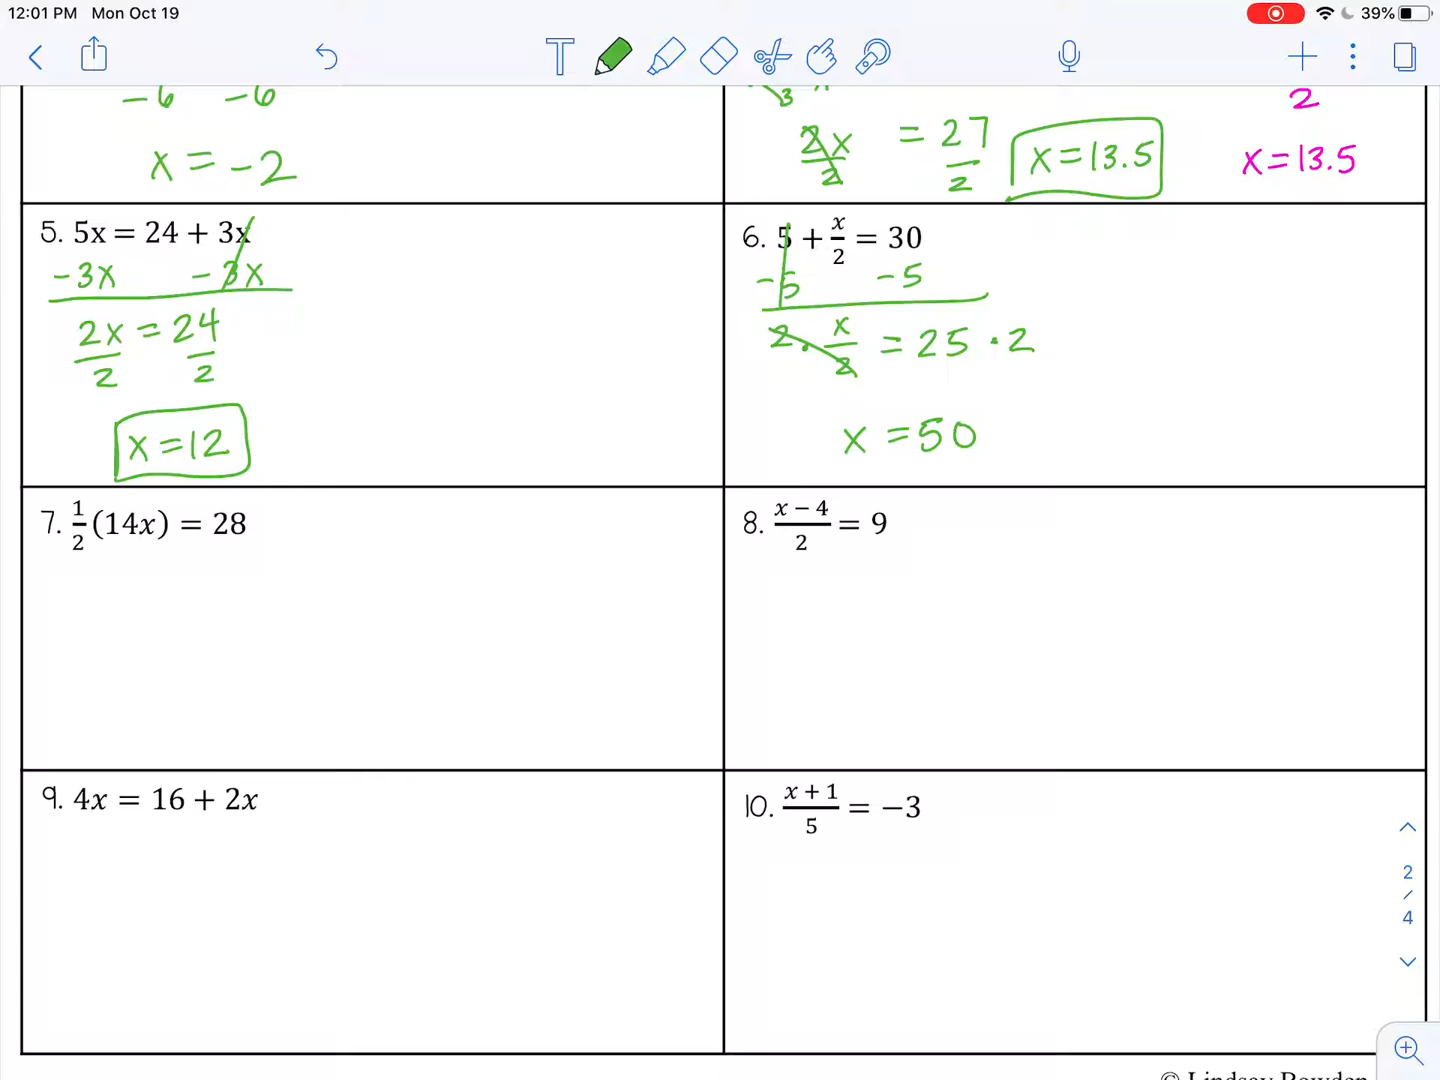 12:01 PM Mon Oct 19
39%
T
-6 -6
x = -2
3
2x/2 = 27/2
x = 13.5
2
x = 13.5
5. 5x = 24 + 3x
-3x -3x
2x/2 = 24/2
x = 12
6. 5 + x/2 = 30
-5 -5
2 · x/2 = 25 · 2
x = 50
7. 1/2 (14x) = 28
8. (x − 4)/2 = 9
9. 4x = 16 + 2x
10. (x + 1)/5 = −3
2
/
4
© Lindsay Bowden